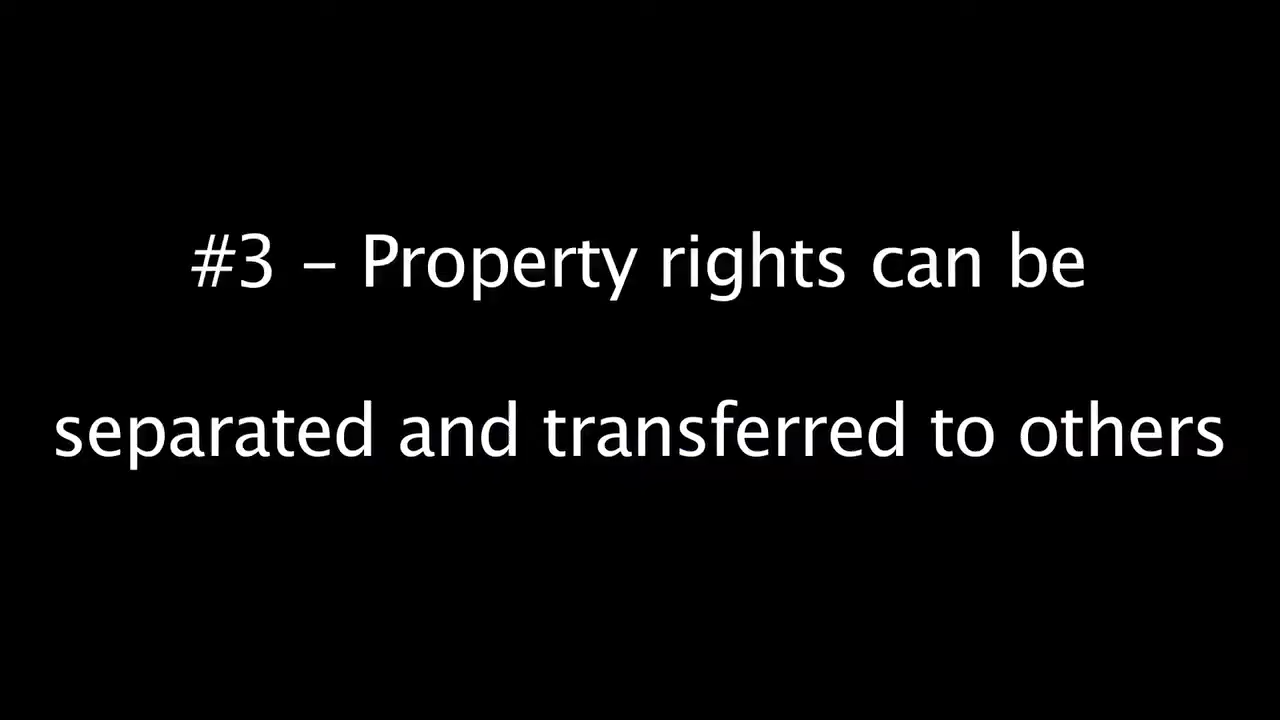 #3 – Property rights can be
separated and transferred to others